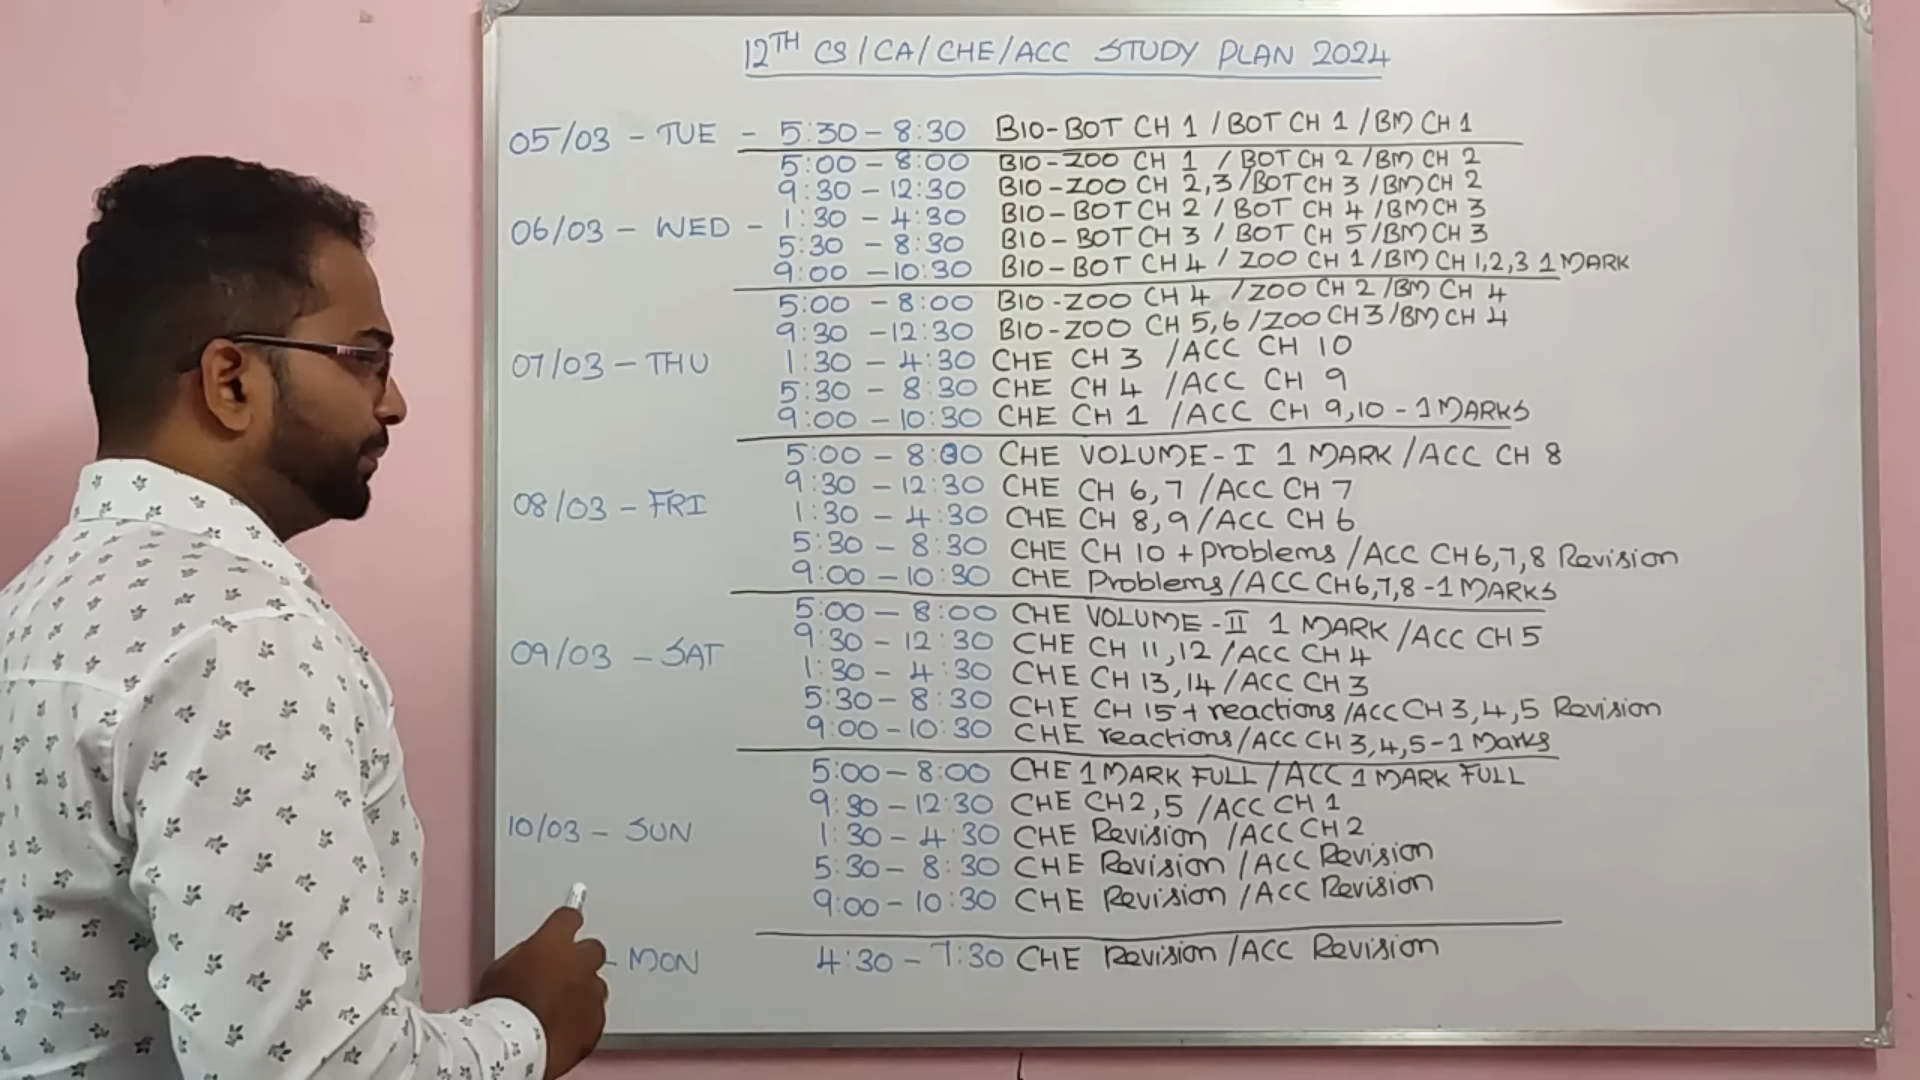 12TH CS/CA/CHE/ACC STUDY PLAN 2024
05/03 - TUE - 5:30 - 8:30 BIO-BOT CH 1 / BOT CH 1 / BM CH 1
5:00 - 8:00 BIO-ZOO CH 1 / BOT CH 2 / BM CH 2
9:30 - 12:30 BIO-ZOO CH 2,3 / BOT CH 3 / BM CH 2
06/03 - WED - 1:30 - 4:30 BIO-BOT CH 2 / BOT CH 4 / BM CH 3
5:30 - 8:30 BIO-BOT CH 3 / BOT CH 5 / BM CH 3
9:00 - 10:30 BIO-BOT CH 4 / ZOO CH 1 / BM CH 1,2,3 1 MARK
5:00 - 8:00 BIO-ZOO CH 4 / ZOO CH 2 / BM CH 4
9:30 - 12:30 BIO-ZOO CH 5,6 / ZOO CH 3 / BM CH 4
07/03 - THU 1:30 - 4:30 CHE CH 3 / ACC CH 10
5:30 - 8:30 CHE CH 4 / ACC CH 9
9:00 - 10:30 CHE CH 1 / ACC CH 9,10 - 1 MARKS
5:00 - 8:00 CHE VOLUME - I 1 MARK / ACC CH 8
9:30 - 12:30 CHE CH 6,7 / ACC CH 7
08/03 - FRI 1:30 - 4:30 CHE CH 8,9 / ACC CH 6
5:30 - 8:30 CHE CH 10 + problems / ACC CH 6,7,8 Revision
9:00 - 10:30 CHE Problems / ACC CH 6,7,8 - 1 MARKS
5:00 - 8:00 CHE VOLUME - II 1 MARK / ACC CH 5
9:30 - 12:30 CHE CH 11,12 / ACC CH 4
09/03 - SAT 1:30 - 4:30 CHE CH 13,14 / ACC CH 3
5:30 - 8:30 CHE CH 15 + reactions / ACC CH 3,4,5 Revision
9:00 - 10:30 CHE reactions / ACC CH 3,4,5 - 1 Marks
5:00 - 8:00 CHE 1 MARK FULL / ACC 1 MARK FULL
9:30 - 12:30 CHE CH 2,5 / ACC CH 1
10/03 - SUN 1:30 - 4:30 CHE Revision / ACC CH 2
5:30 - 8:30 CHE Revision / ACC Revision
9:00 - 10:30 CHE Revision / ACC Revision
- MON 4:30 - 7:30 CHE Revision / ACC Revision